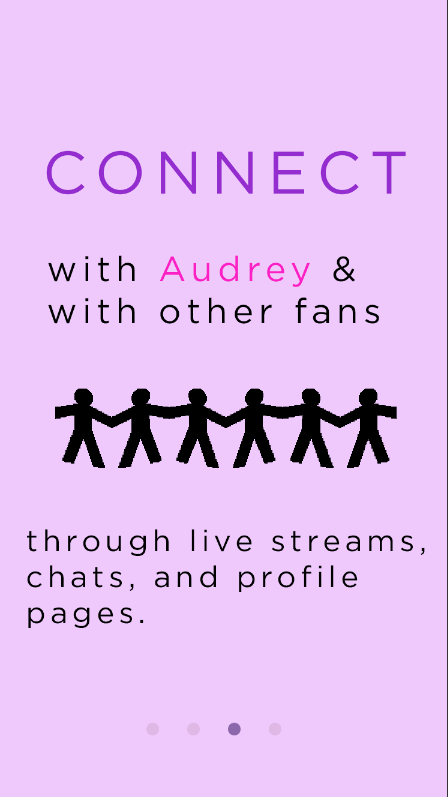 CONNECT
with Audrey &
with other fans
through live streams,
chats, and profile
pages.